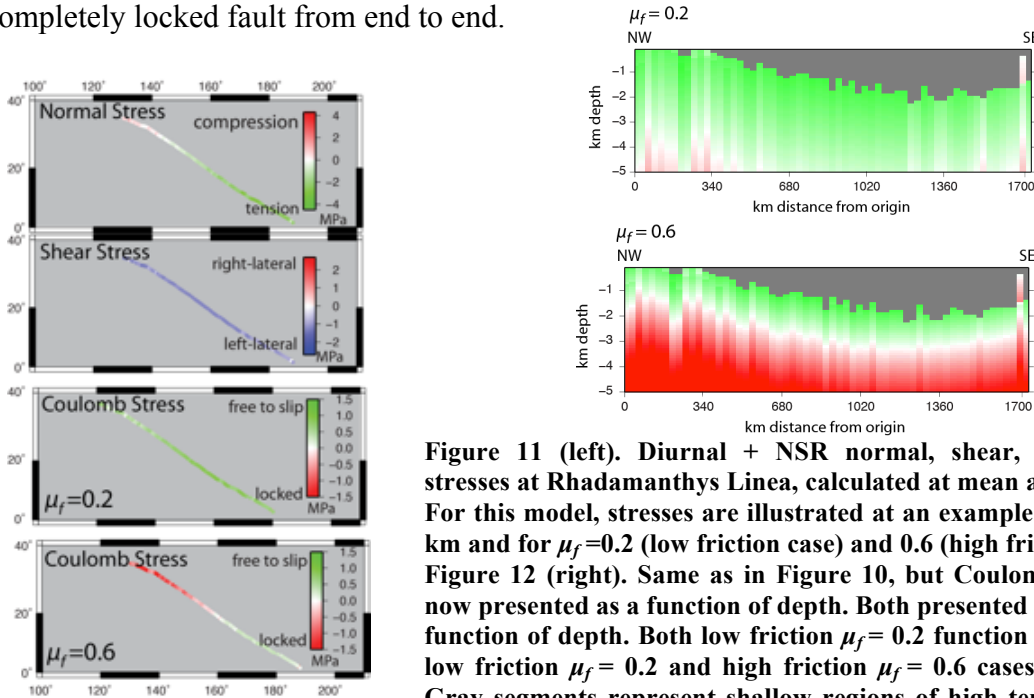 ompletely locked fault from end to end.
100° 120° 140° 160° 180° 200°
40°
Normal Stress
compression
4
2
0
−2
−4
20°
tension
MPa
0°
40°
Shear Stress
right-lateral
2
1
0
−1
−2
20°
left-lateral
MPa
0°
40°
Coulomb Stress
free to slip
1.5
1.0
0.5
0.0
−0.5
−1.0
−1.5
20°
locked
MPa
μf=0.2
0°
40°
Coulomb Stress
free to slip
1.5
1.0
0.5
0.0
−0.5
−1.0
−1.5
20°
locked
MPa
μf=0.6
0°
100° 120° 140° 160° 180° 200°
μf = 0.2
NW SE
−1
−2
−3
−4
−5
km depth
0 340 680 1020 1360 1700
km distance from origin
μf = 0.6
NW SE
−1
−2
−3
−4
−5
km depth
0 340 680 1020 1360 1700
km distance from origin
Figure 11 (left). Diurnal + NSR normal, shear,
stresses at Rhadamanthys Linea, calculated at mean a
For this model, stresses are illustrated at an example
km and for μf =0.2 (low friction case) and 0.6 (high fri
Figure 12 (right). Same as in Figure 10, but Coulon
now presented as a function of depth. Both presented
function of depth. Both low friction μf = 0.2 function
low friction μf = 0.2 and high friction μf = 0.6 cases
Gray segments represent shallow regions of high te